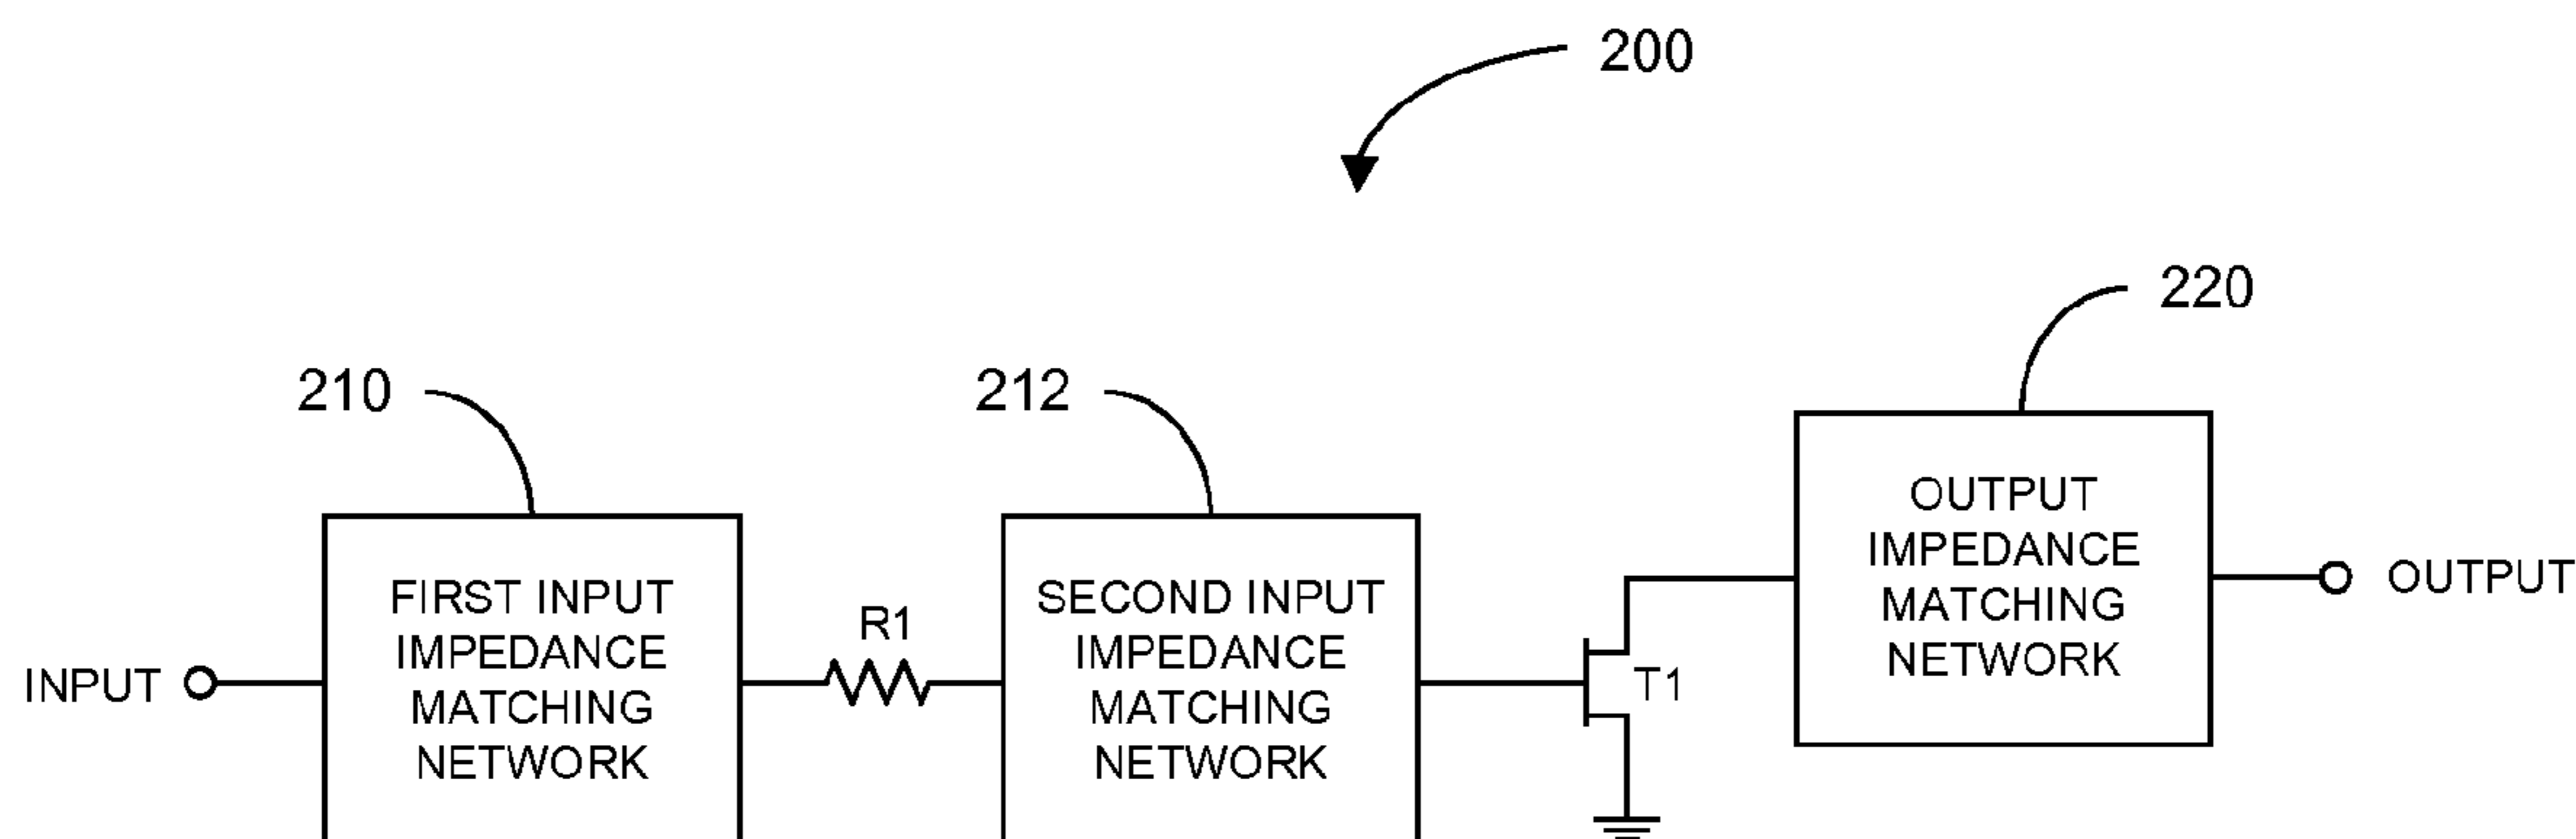 200
220
210
212
OUTPUT
IMPEDANCE
MATCHING
NETWORK
OUTPUT
FIRST INPUT
IMPEDANCE
MATCHING
NETWORK
R1
SECOND INPUT
IMPEDANCE
MATCHING
NETWORK
INPUT
T1